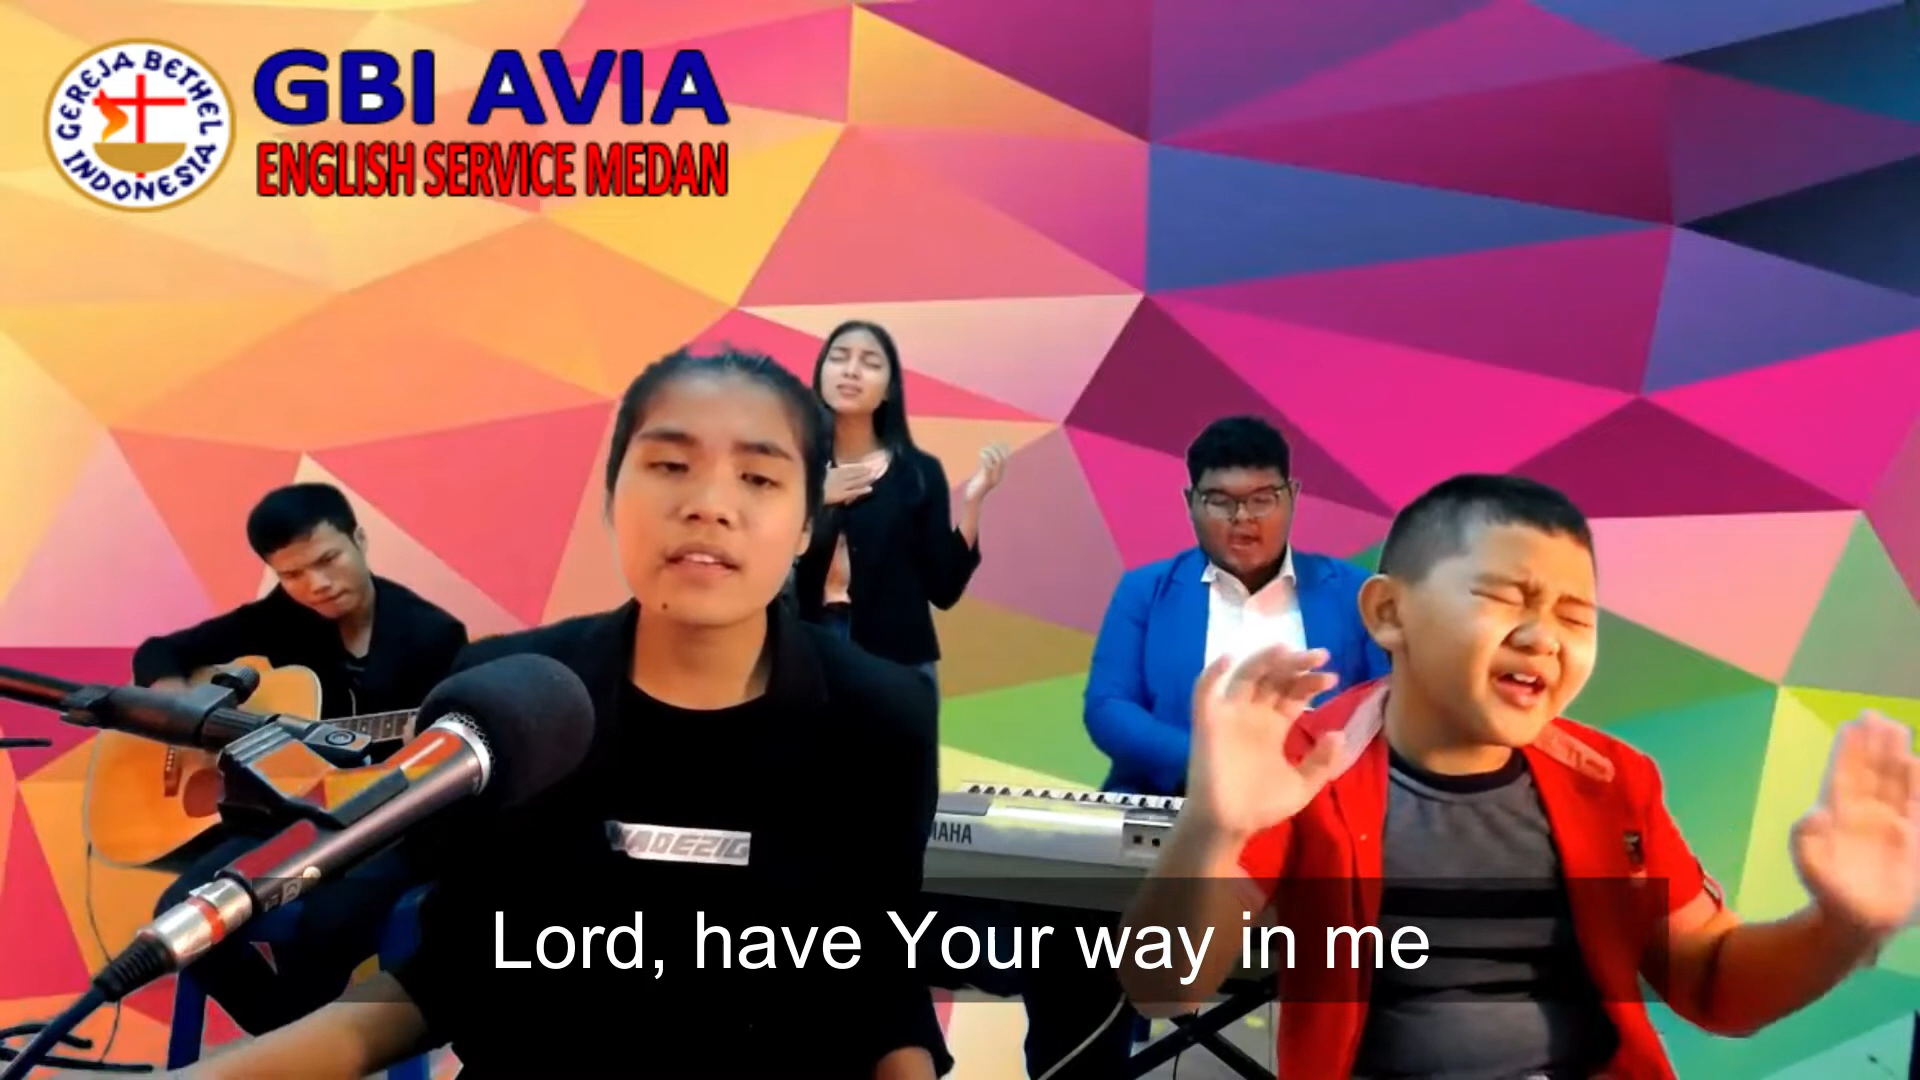 GEREJA BETHEL
INDONESIA
GBI AVIA
ENGLISH SERVICE MEDAN
Lord, have Your way in me